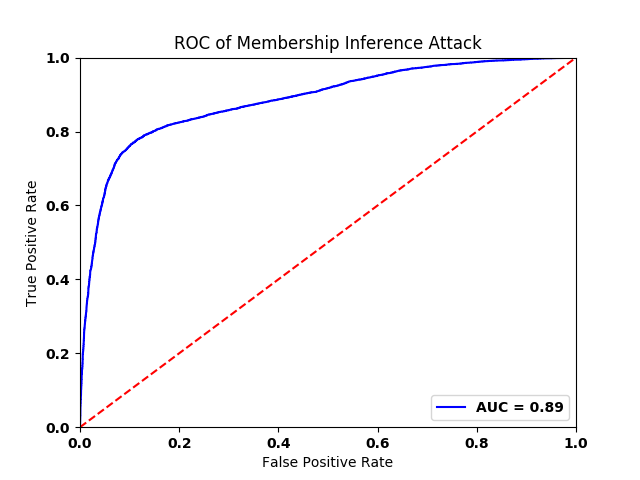 ROC of Membership Inference Attack
1.0
0.8
0.6
0.4
0.2
0.0
True Positive Rate
AUC = 0.89
0.0 0.2 0.4 0.6 0.8 1.0
False Positive Rate